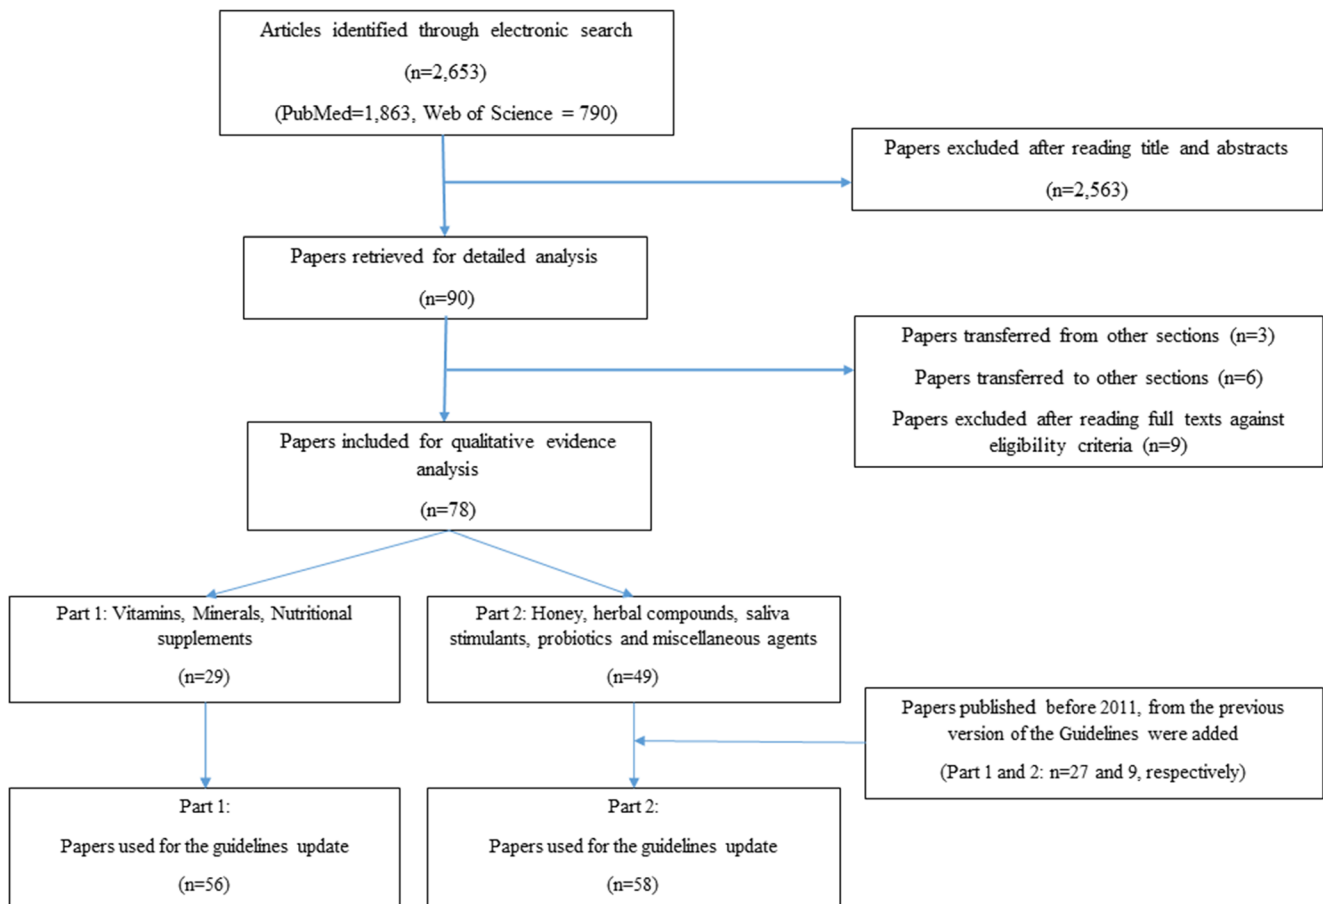 Articles identified through electronic search
(n=2,653)
(PubMed=1,863, Web of Science = 790)
Papers excluded after reading title and abstracts
(n=2,563)
Papers retrieved for detailed analysis
(n=90)
Papers transferred from other sections (n=3)
Papers transferred to other sections (n=6)
Papers excluded after reading full texts against
eligibility criteria (n=9)
Papers included for qualitative evidence
analysis
(n=78)
Part 1: Vitamins, Minerals, Nutritional
supplements
(n=29)
Part 2: Honey, herbal compounds, saliva
stimulants, probiotics and miscellaneous agents
(n=49)
Papers published before 2011, from the previous
version of the Guidelines were added
(Part 1 and 2: n=27 and 9, respectively)
Part 1:
Papers used for the guidelines update
(n=56)
Part 2:
Papers used for the guidelines update
(n=58)